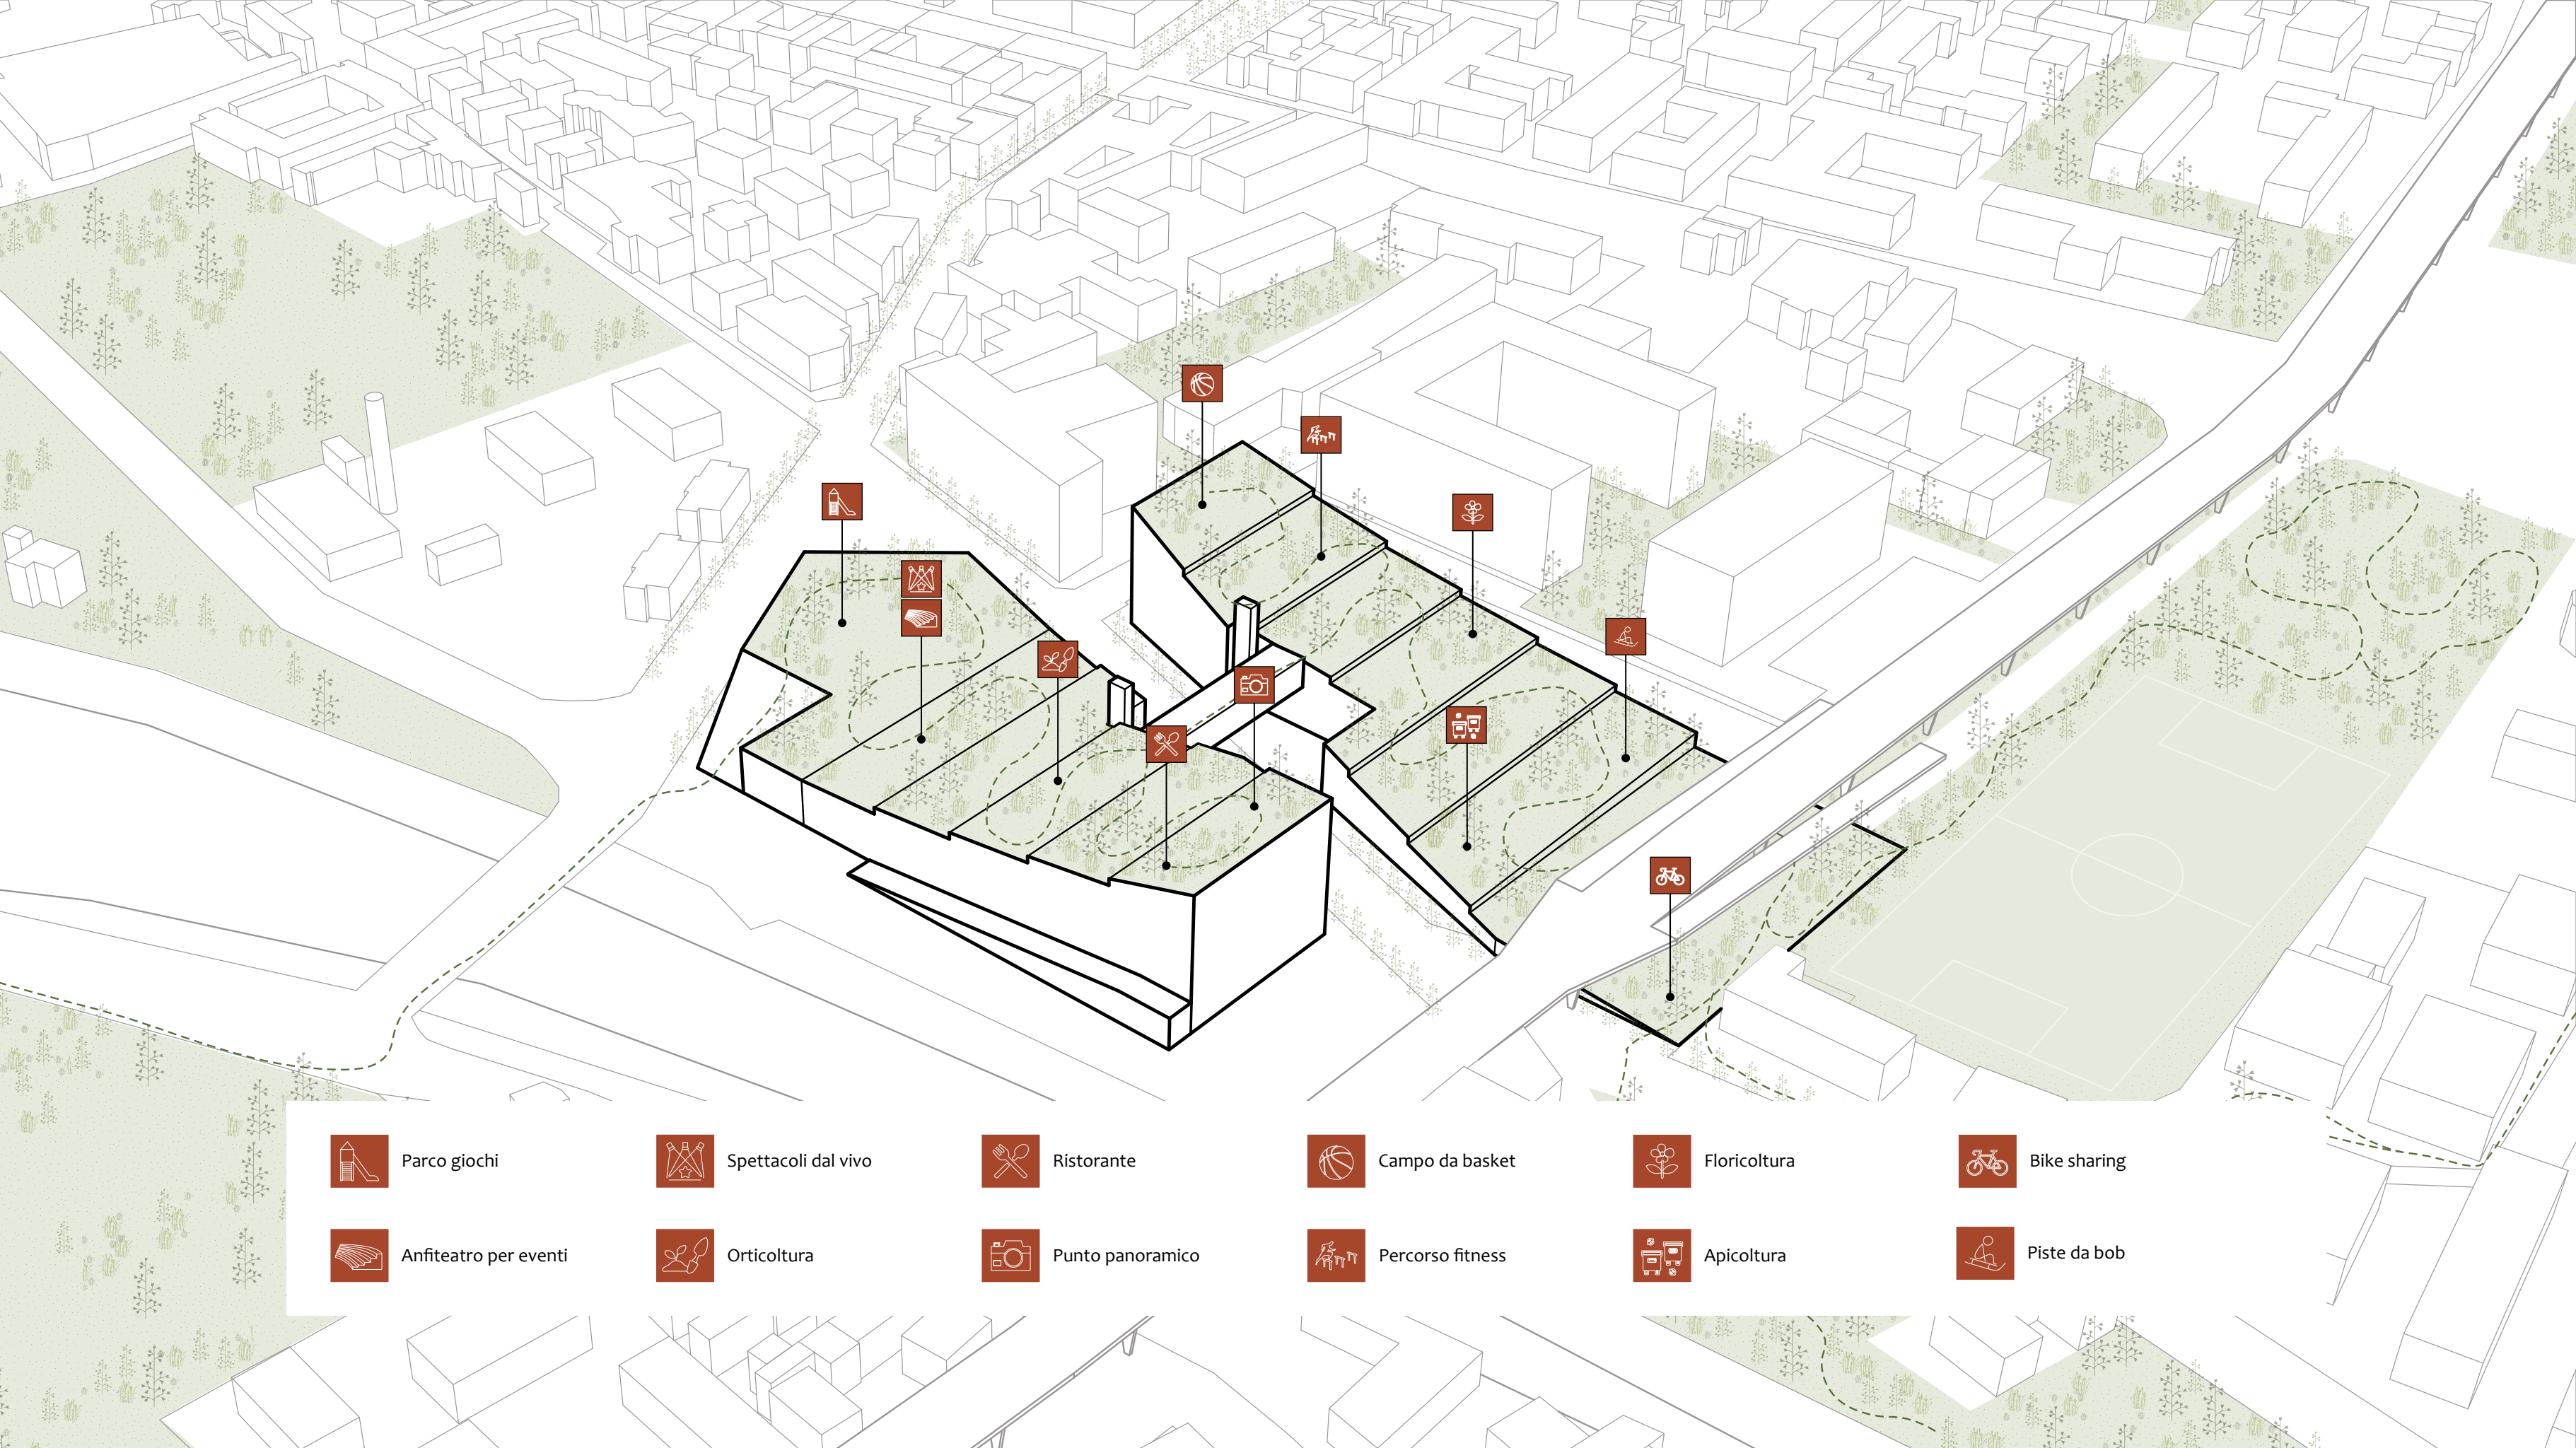 Parco giochi
Spettacoli dal vivo
Ristorante
Campo da basket
Floricoltura
Bike sharing
Anfiteatro per eventi
Orticoltura
Punto panoramico
Percorso fitness
Apicoltura
Piste da bob